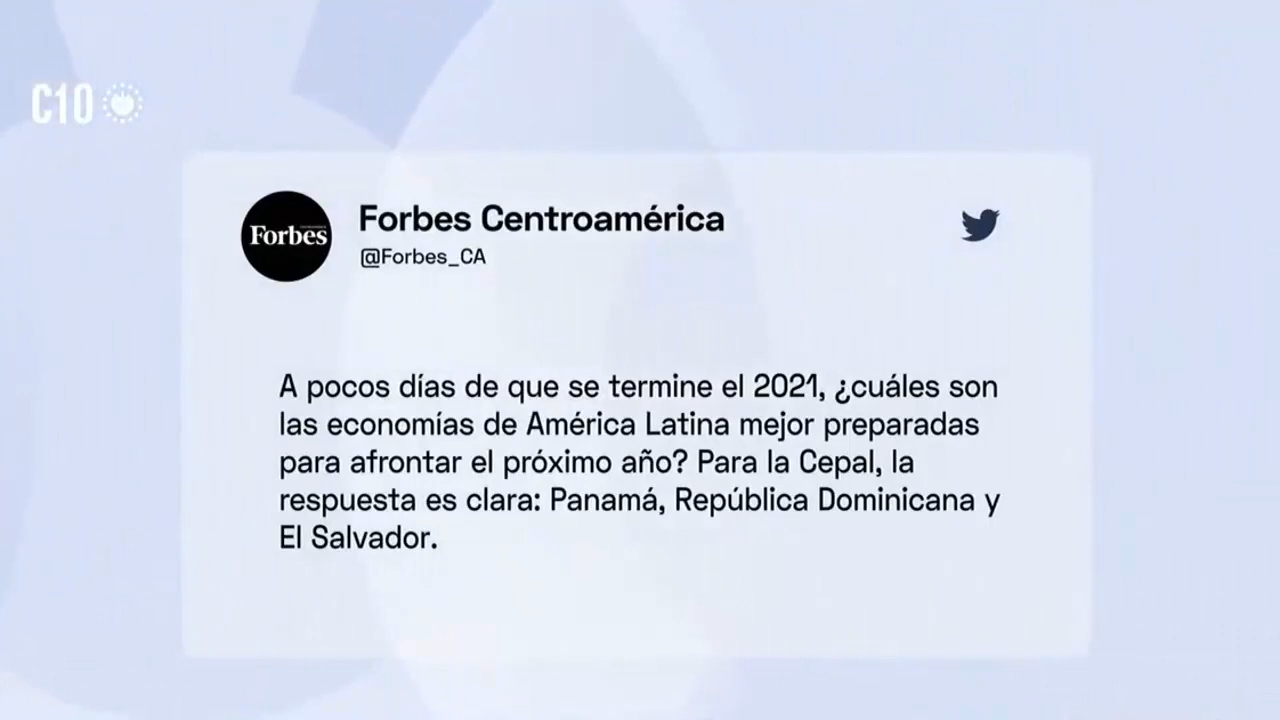 C10
Forbes
Forbes Centroamérica
@Forbes_CA
A pocos días de que se termine el 2021, ¿cuáles son
las economías de América Latina mejor preparadas
para afrontar el próximo año? Para la Cepal, la
respuesta es clara: Panamá, República Dominicana y
El Salvador.